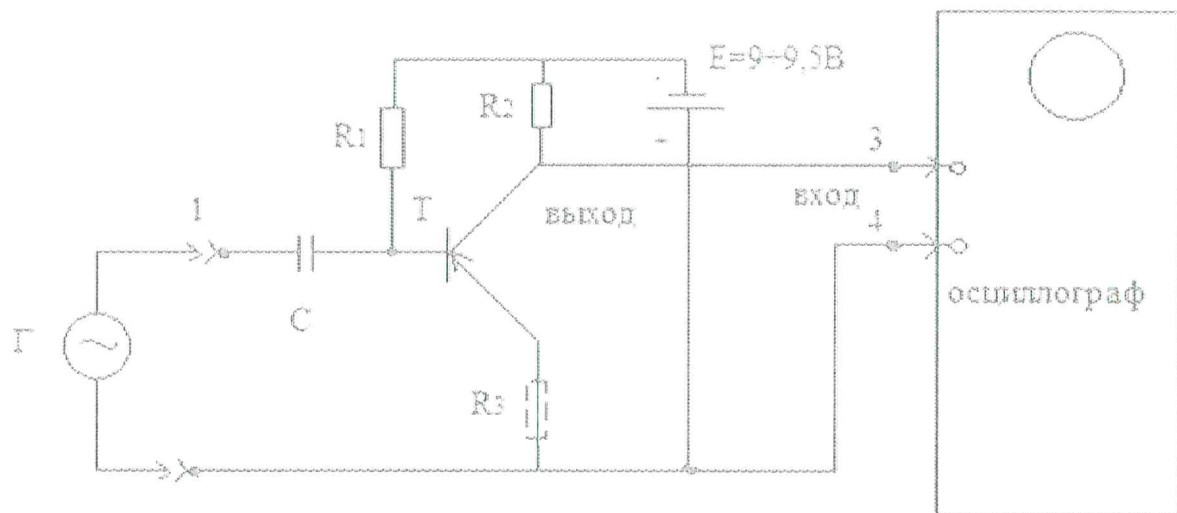 E=9÷9,5В
R1
R2
3
1
Т
выход
вход
4
С
осциллограф
Г
R3